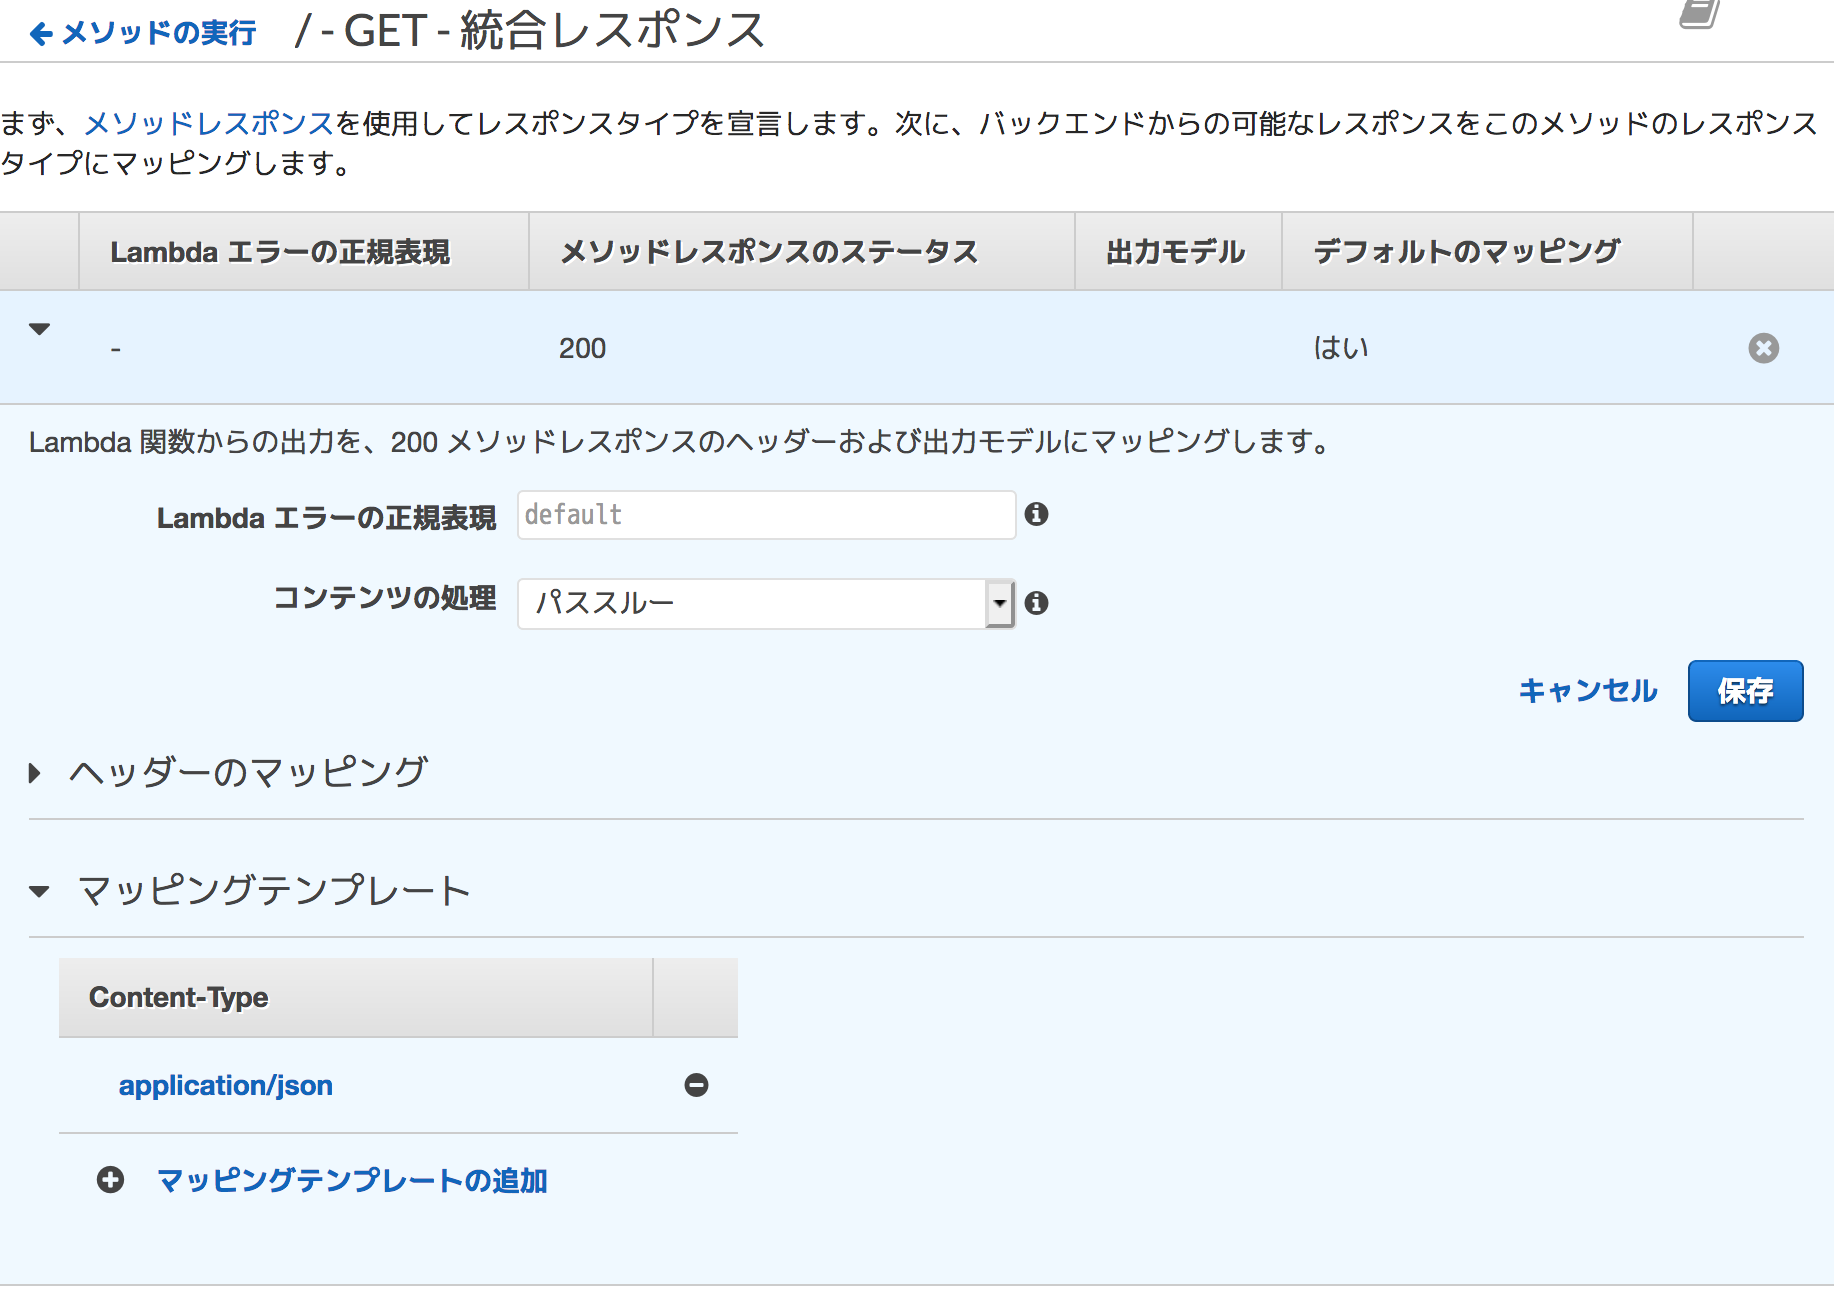 メソッドの実行 / - GET - 統合レスポンス
まず、メソッドレスポンスを使用してレスポンスタイプを宣言します。次に、バックエンドからの可能なレスポンスをこのメソッドのレスポンス
タイプにマッピングします。
Lambda エラーの正規表現 メソッドレスポンスのステータス 出力モデル デフォルトのマッピング
- 200 はい
Lambda 関数からの出力を、200 メソッドレスポンスのヘッダーおよび出力モデルにマッピングします。
Lambda エラーの正規表現 default
コンテンツの処理 パススルー
キャンセル 保存
ヘッダーのマッピング
マッピングテンプレート
Content-Type
application/json
マッピングテンプレートの追加